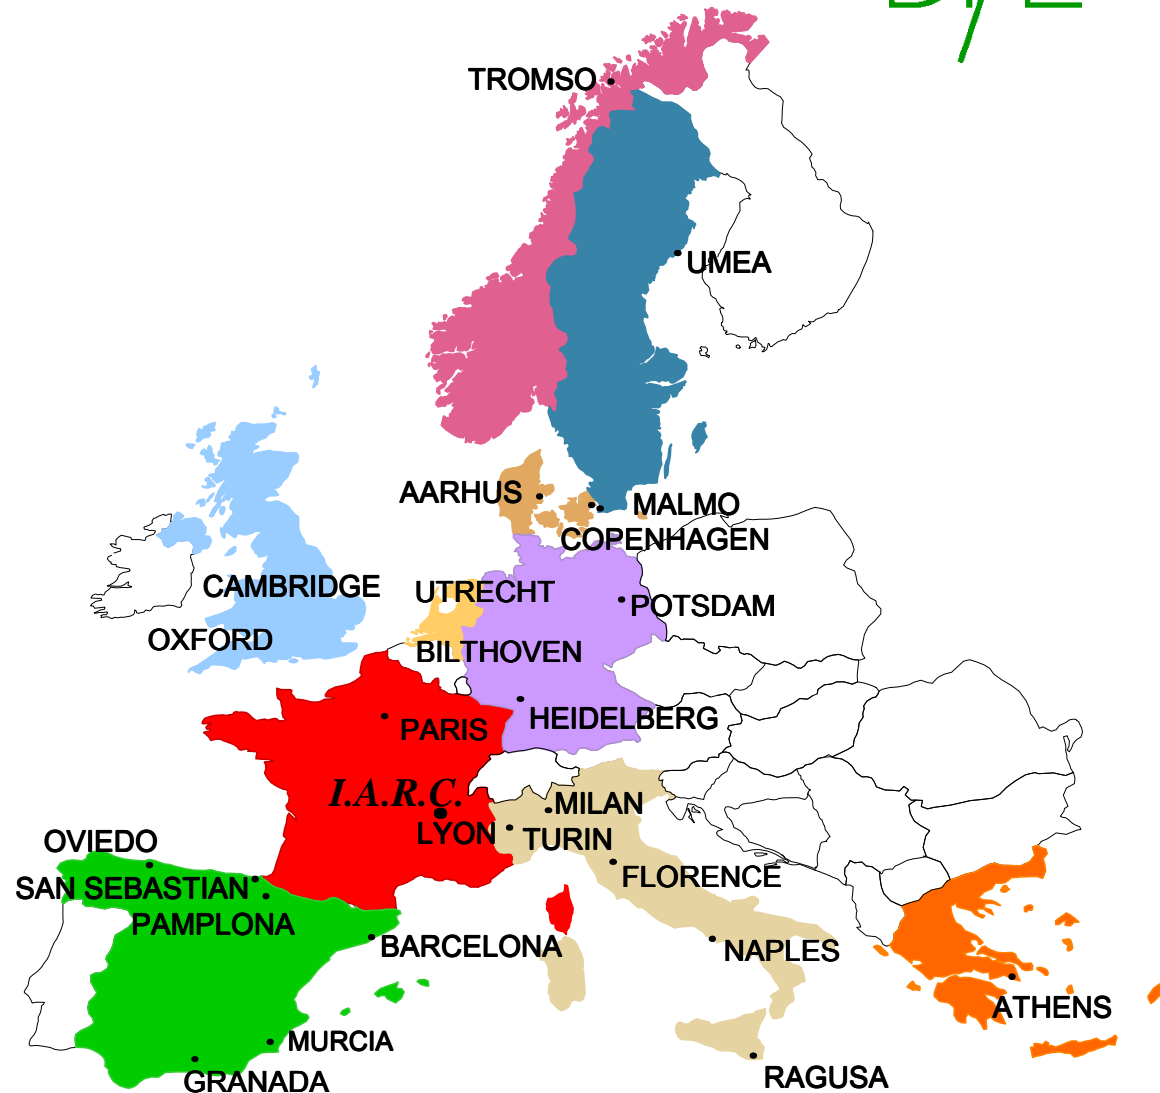 TROMSO
UMEA
AARHUS
MALMO
COPENHAGEN
CAMBRIDGE
UTRECHT
POTSDAM
OXFORD
BILTHOVEN
PARIS
HEIDELBERG
I.A.R.C.
MILAN
LYON
TURIN
OVIEDO
FLORENCE
SAN SEBASTIAN
PAMPLONA
BARCELONA
NAPLES
ATHENS
MURCIA
GRANADA
RAGUSA